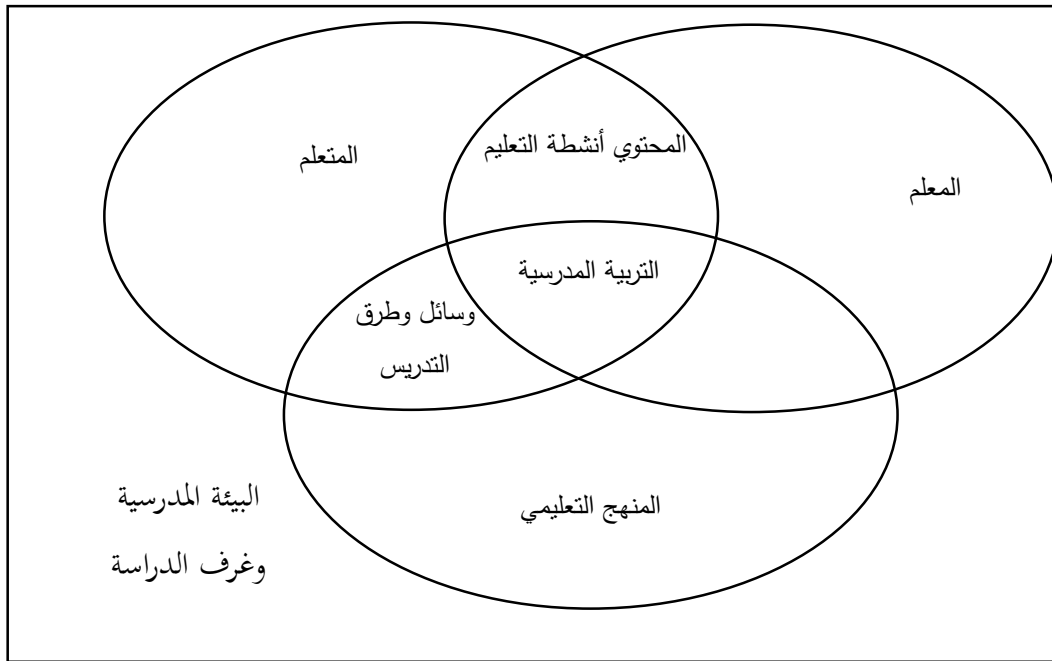 المحتوي أنشطة التعليم
المتعلم
المعلم
التربية المدرسية
وسائل وطرق
التدريس
المنهج التعليمي
البيئة المدرسية
وغرف الدراسة